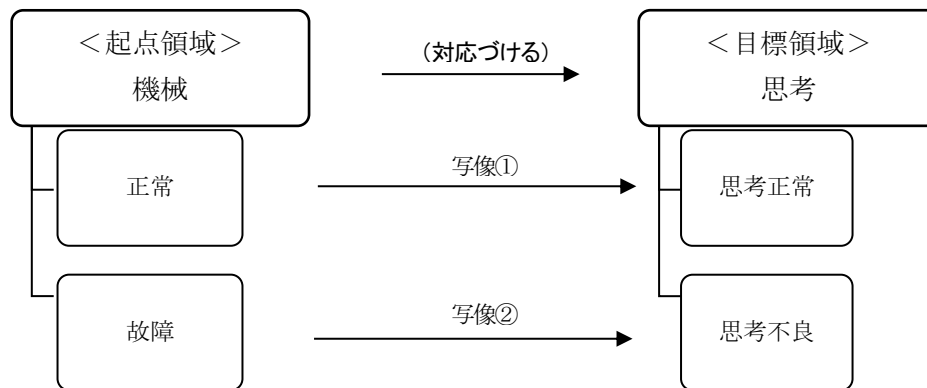 ＜起点領域＞
機械
(対応づける)
＜目標領域＞
思考
正常
写像①
思考正常
故障
写像②
思考不良